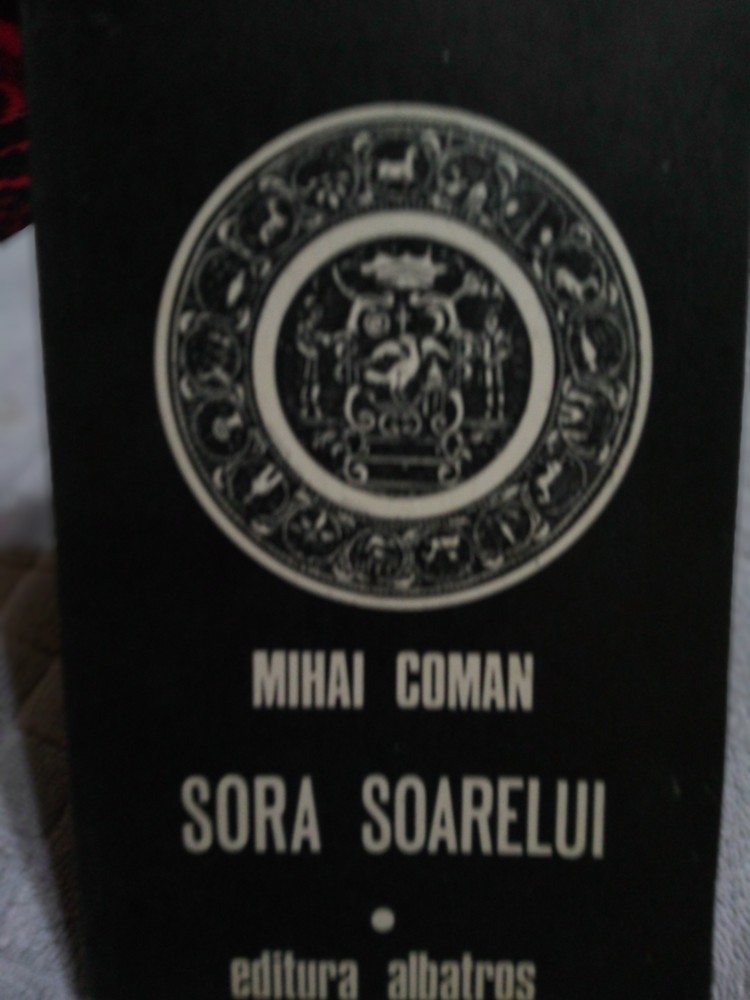 MIHAI COMAN
SORA SOARELUI
editura albatros